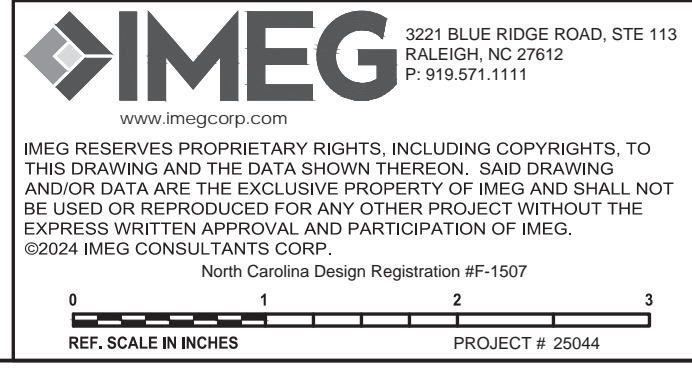 IMEG
3221 BLUE RIDGE ROAD, STE 113
RALEIGH, NC 27612
P: 919.571.1111
www.imegcorp.com
IMEG RESERVES PROPRIETARY RIGHTS, INCLUDING COPYRIGHTS, TO
THIS DRAWING AND THE DATA SHOWN THEREON. SAID DRAWING
AND/OR DATA ARE THE EXCLUSIVE PROPERTY OF IMEG AND SHALL NOT
BE USED OR REPRODUCED FOR ANY OTHER PROJECT WITHOUT THE
EXPRESS WRITTEN APPROVAL AND PARTICIPATION OF IMEG.
©2024 IMEG CONSULTANTS CORP.
North Carolina Design Registration #F-1507
0 1 2 3
REF. SCALE IN INCHES PROJECT # 25044